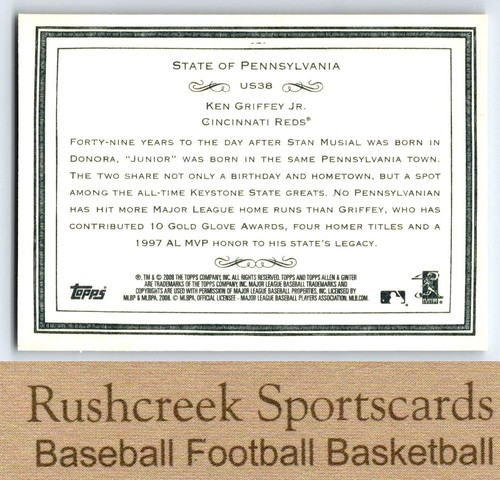 STATE OF PENNSYLVANIA
US38
KEN GRIFFEY JR.
CINCINNATI REDS®
FORTY-NINE YEARS TO THE DAY AFTER STAN MUSIAL WAS BORN IN
DONORA, "JUNIOR" WAS BORN IN THE SAME PENNSYLVANIA TOWN.
THE TWO SHARE NOT ONLY A BIRTHDAY AND HOMETOWN, BUT A SPOT
AMONG THE ALL-TIME KEYSTONE STATE GREATS. NO PENNSYLVANIAN
HAS HIT MORE MAJOR LEAGUE HOME RUNS THAN GRIFFEY, WHO HAS
CONTRIBUTED 10 GOLD GLOVE AWARDS, FOUR HOMER TITLES AND A
1997 AL MVP HONOR TO HIS STATE'S LEGACY.
®, TM & © 2008 THE TOPPS COMPANY, INC. ALL RIGHTS RESERVED. TOPPS AND TOPPS ALLEN & GINTER
ARE TRADEMARKS OF THE TOPPS COMPANY, INC. MAJOR LEAGUE BASEBALL TRADEMARKS AND
COPYRIGHTS ARE USED WITH PERMISSION OF MAJOR LEAGUE BASEBALL PROPERTIES, INC. LICENSED BY
MLBP & MLBPA, 2008. © MLBPA, OFFICIAL LICENSEE - MAJOR LEAGUE BASEBALL PLAYERS ASSOCIATION. MLB.COM.
Topps
Rushcreek Sportscards
Baseball Football Basketball